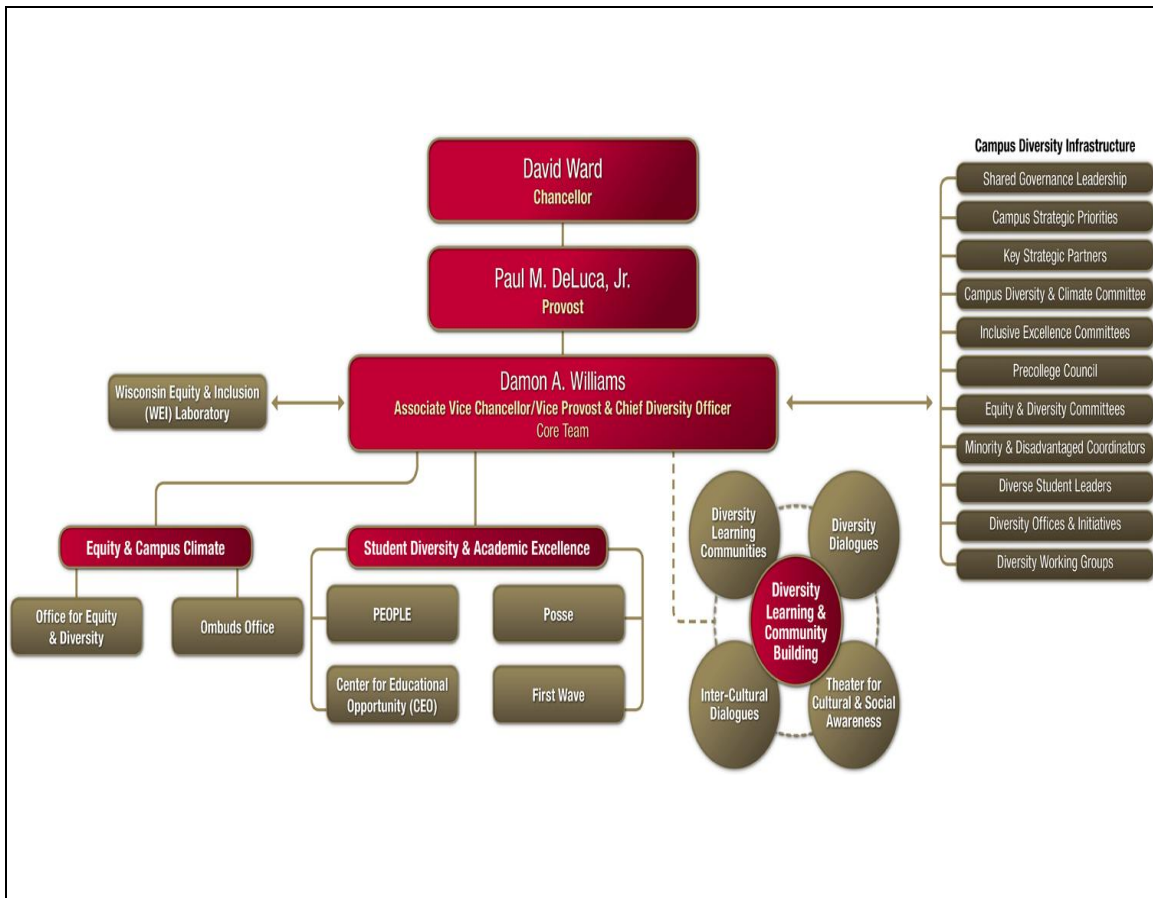 David Ward
Chancellor
Paul M. DeLuca, Jr.
Provost
Damon A. Williams
Associate Vice Chancellor/Vice Provost & Chief Diversity Officer
Core Team
Wisconsin Equity & Inclusion
(WEI) Laboratory
Equity & Campus Climate
Office for Equity
& Diversity
Ombuds Office
Student Diversity & Academic Excellence
PEOPLE
Posse
Center for Educational
Opportunity (CEO)
First Wave
Diversity
Learning
Communities
Diversity
Dialogues
Diversity
Learning &
Community
Building
Inter-Cultural
Dialogues
Theater for
Cultural & Social
Awareness
Campus Diversity Infrastructure
Shared Governance Leadership
Campus Strategic Priorities
Key Strategic Partners
Campus Diversity & Climate Committee
Inclusive Excellence Committees
Precollege Council
Equity & Diversity Committees
Minority & Disadvantaged Coordinators
Diverse Student Leaders
Diversity Offices & Initiatives
Diversity Working Groups